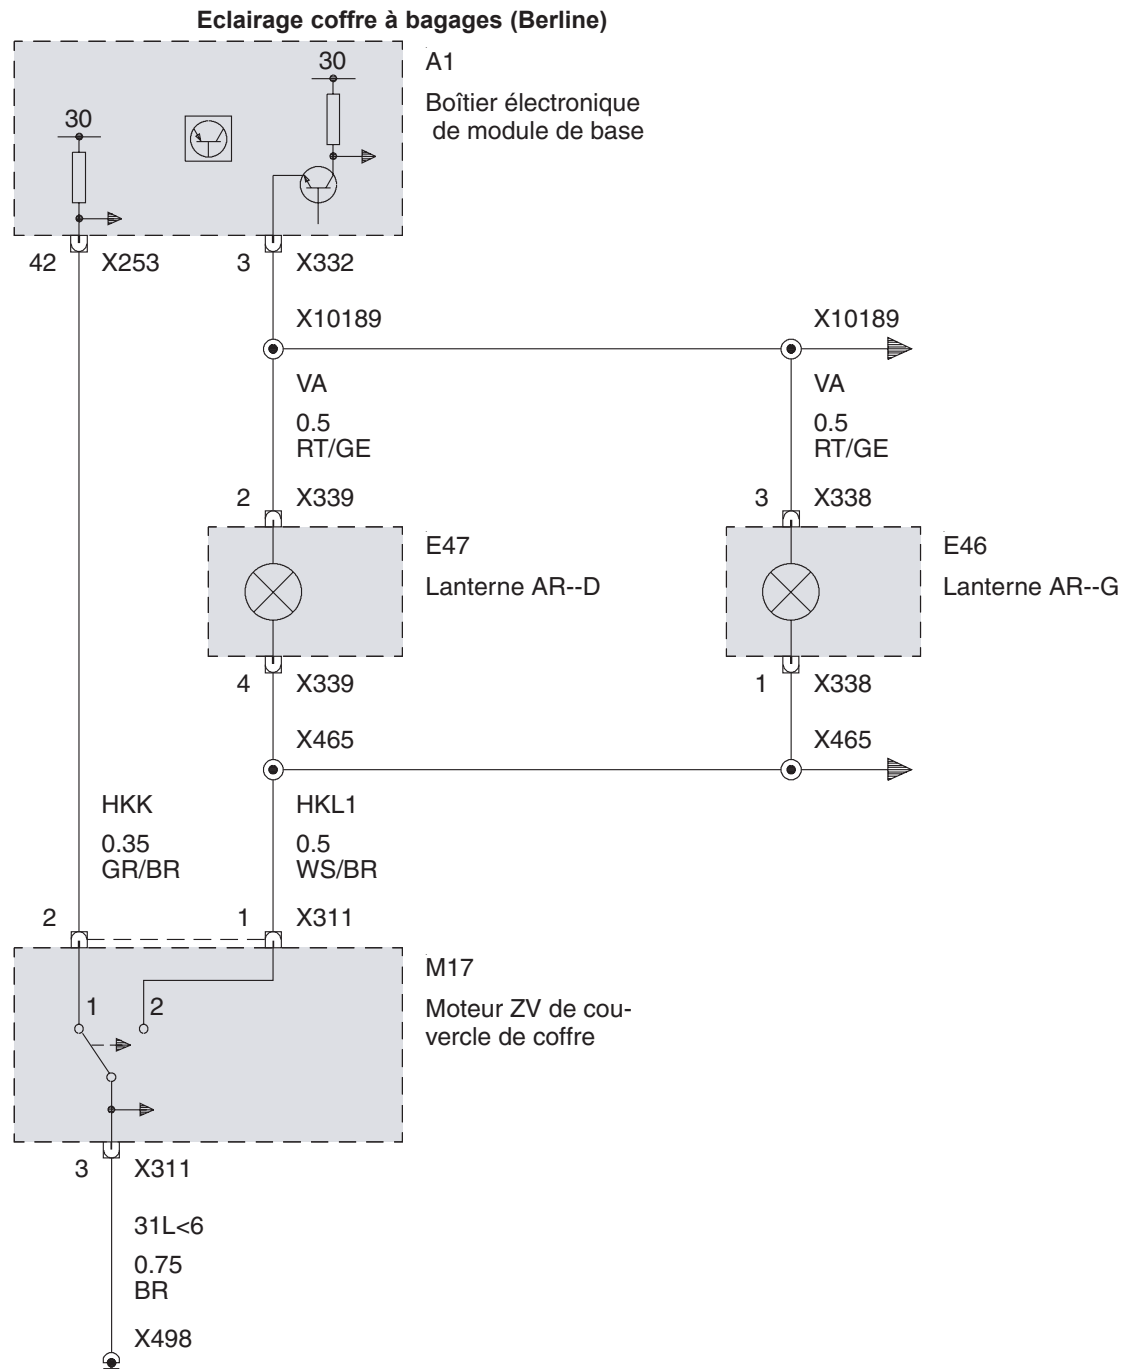 Eclairage coffre à bagages (Berline)
A1
Boîtier électronique
de module de base
30
30
42 X253
3 X332
X10189
X10189
VA
0.5
RT/GE
VA
0.5
RT/GE
2 X339
3 X338
E47
Lanterne AR--D
E46
Lanterne AR--G
4 X339
1 X338
X465
X465
HKK
0.35
GR/BR
HKL1
0.5
WS/BR
2
1 X311
M17
Moteur ZV de cou-
vercle de coffre
1 2
3 X311
31L<6
0.75
BR
X498